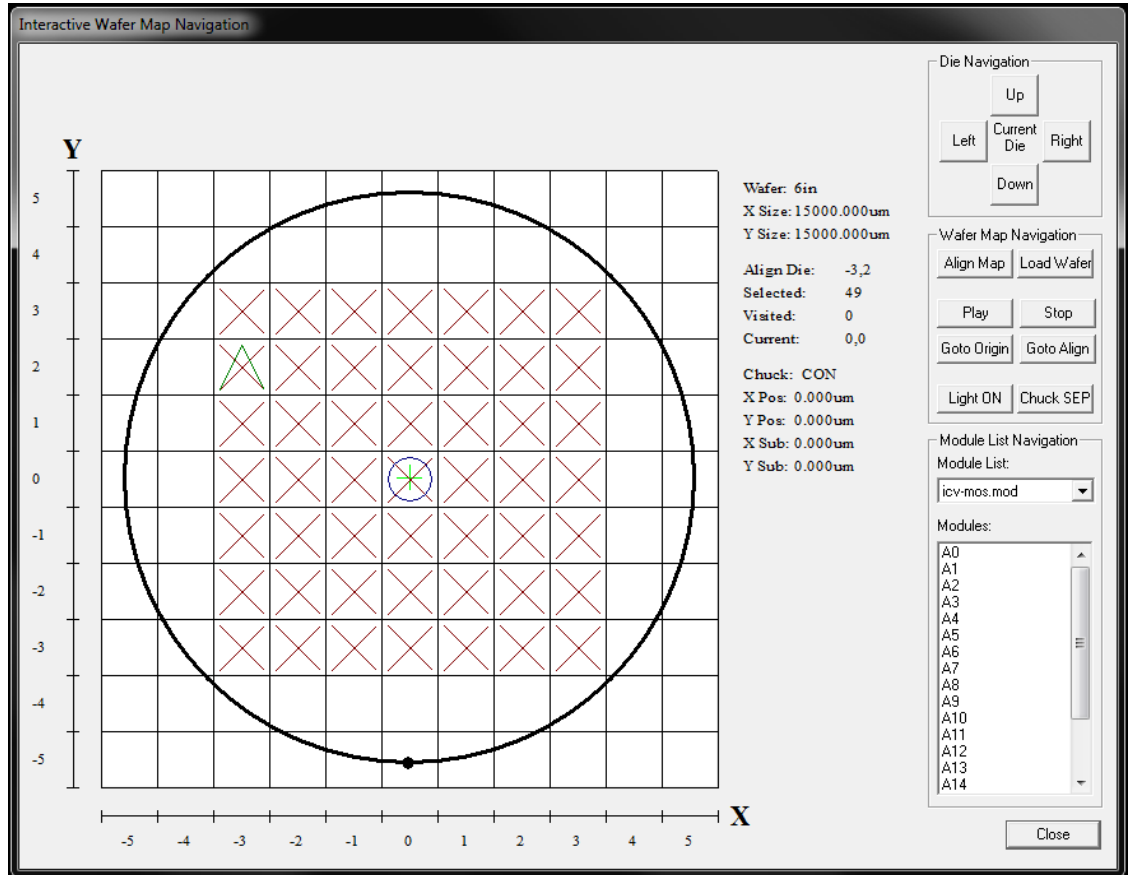 Interactive Wafer Map Navigation
Y
5
4
3
2
1
0
-1
-2
-3
-4
-5
-5 -4 -3 -2 -1 0 1 2 3 4 5
X
Wafer: 6in
X Size: 15000.000um
Y Size: 15000.000um
Align Die: -3,2
Selected: 49
Visited: 0
Current: 0,0
Chuck: CON
X Pos: 0.000um
Y Pos: 0.000um
X Sub: 0.000um
Y Sub: 0.000um
Die Navigation
Up
Left Current Die Right
Down
Wafer Map Navigation
Align Map Load Wafer
Play Stop
Goto Origin Goto Align
Light ON Chuck SEP
Module List Navigation
Module List:
icv-mos.mod
Modules:
A0
A1
A2
A3
A4
A5
A6
A7
A8
A9
A10
A11
A12
A13
A14
Close